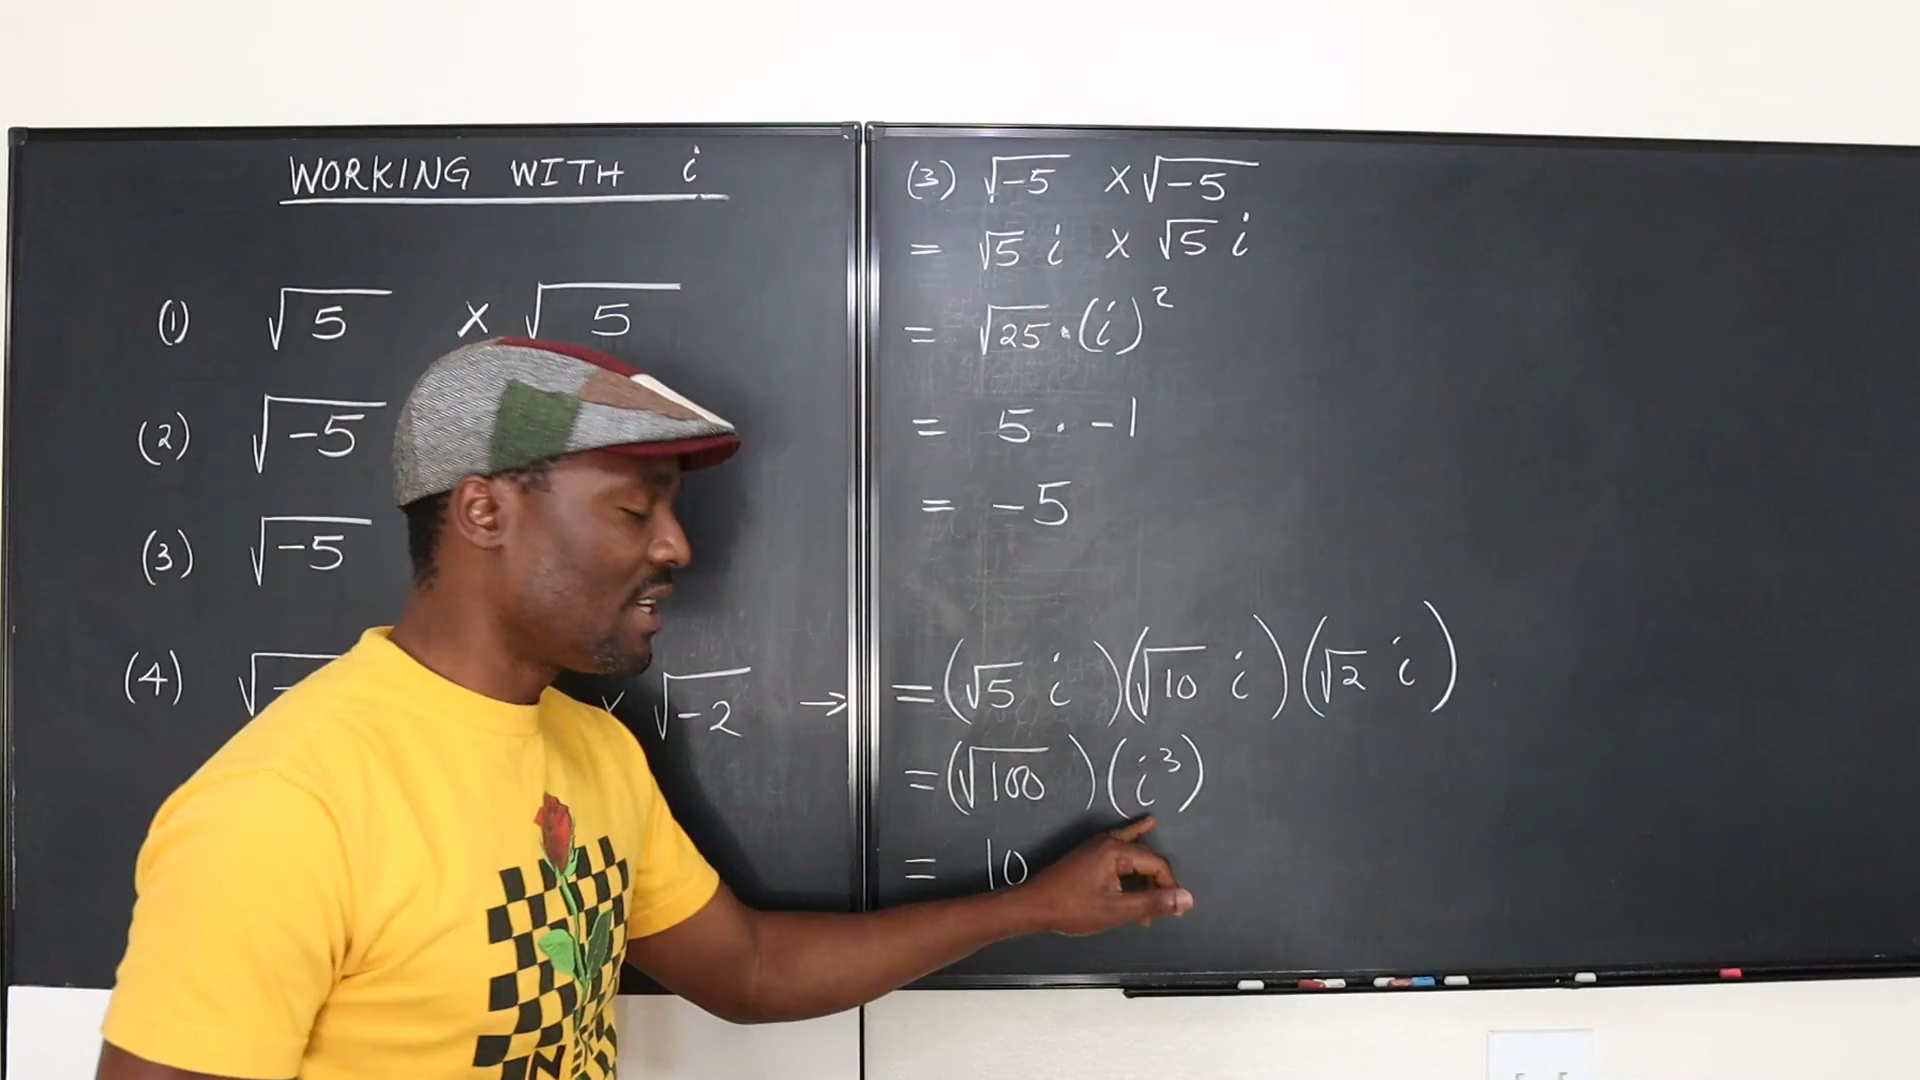 WORKING WITH i
(1) √5 × √5
(2) √-5
(3) √-5
(4) √- × √-2 →
(3) √-5 × √-5
= √5 i × √5 i
= √25 · (i)²
= 5 · -1
= -5
= (√5 i)(√10 i)(√2 i)
= (√100)(i³)
= 10